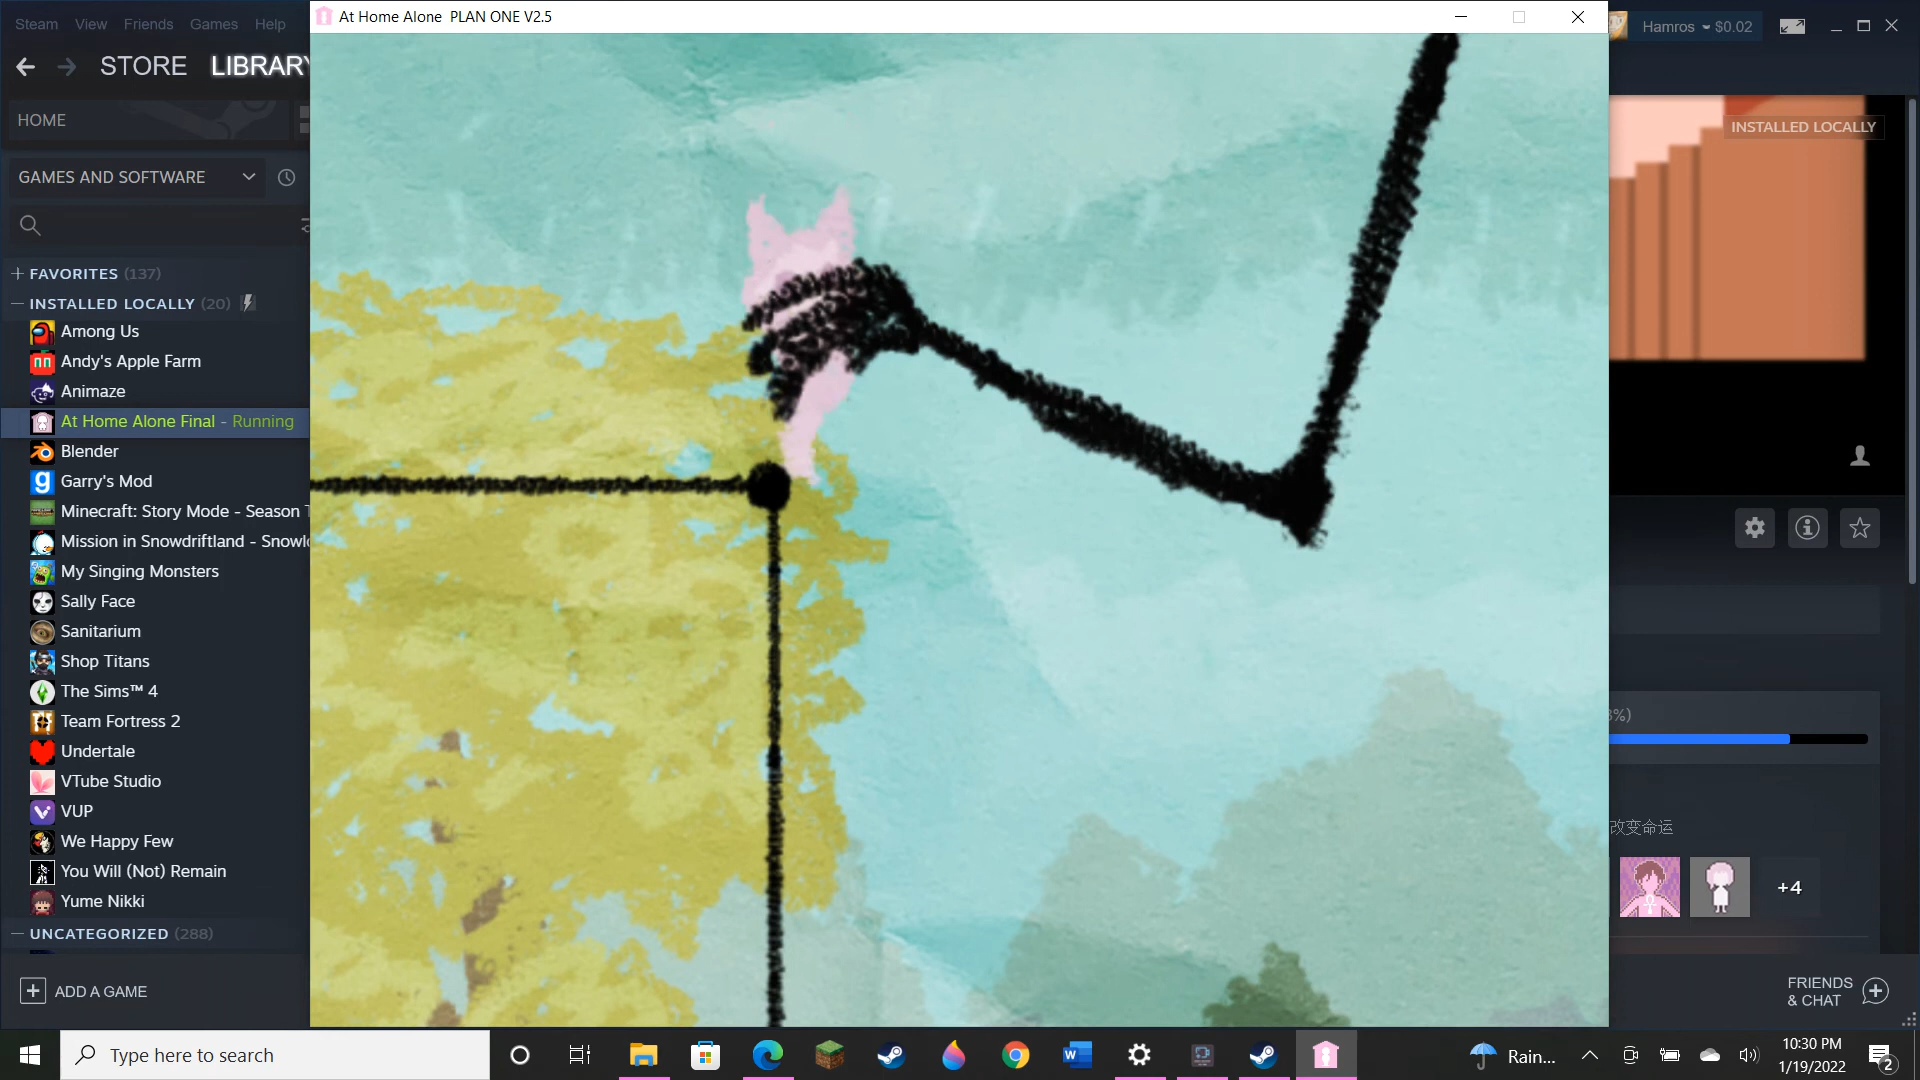 At Home Alone PLAN ONE V2.5
Steam View Friends Games Help
Hamros $0.02
STORE LIBRARY
HOME
INSTALLED LOCALLY
GAMES AND SOFTWARE
FAVORITES (137)
INSTALLED LOCALLY (20)
Among Us
Andy's Apple Farm
Animaze
At Home Alone Final - Running
Blender
Garry's Mod
Minecraft: Story Mode - Season
Mission in Snowdriftland -
My Singing Monsters
Sally Face
Sanitarium
Shop Titans
The Sims™ 4
Team Fortress 2
Undertale
VTube Studio
VUP
We Happy Few
You Will (Not) Remain
Yume Nikki
UNCATEGORIZED (288)
%)
改变命运
+4
ADD A GAME
FRIENDS
& CHAT
Type here to search
Rain...
10:30 PM
1/19/2022
2